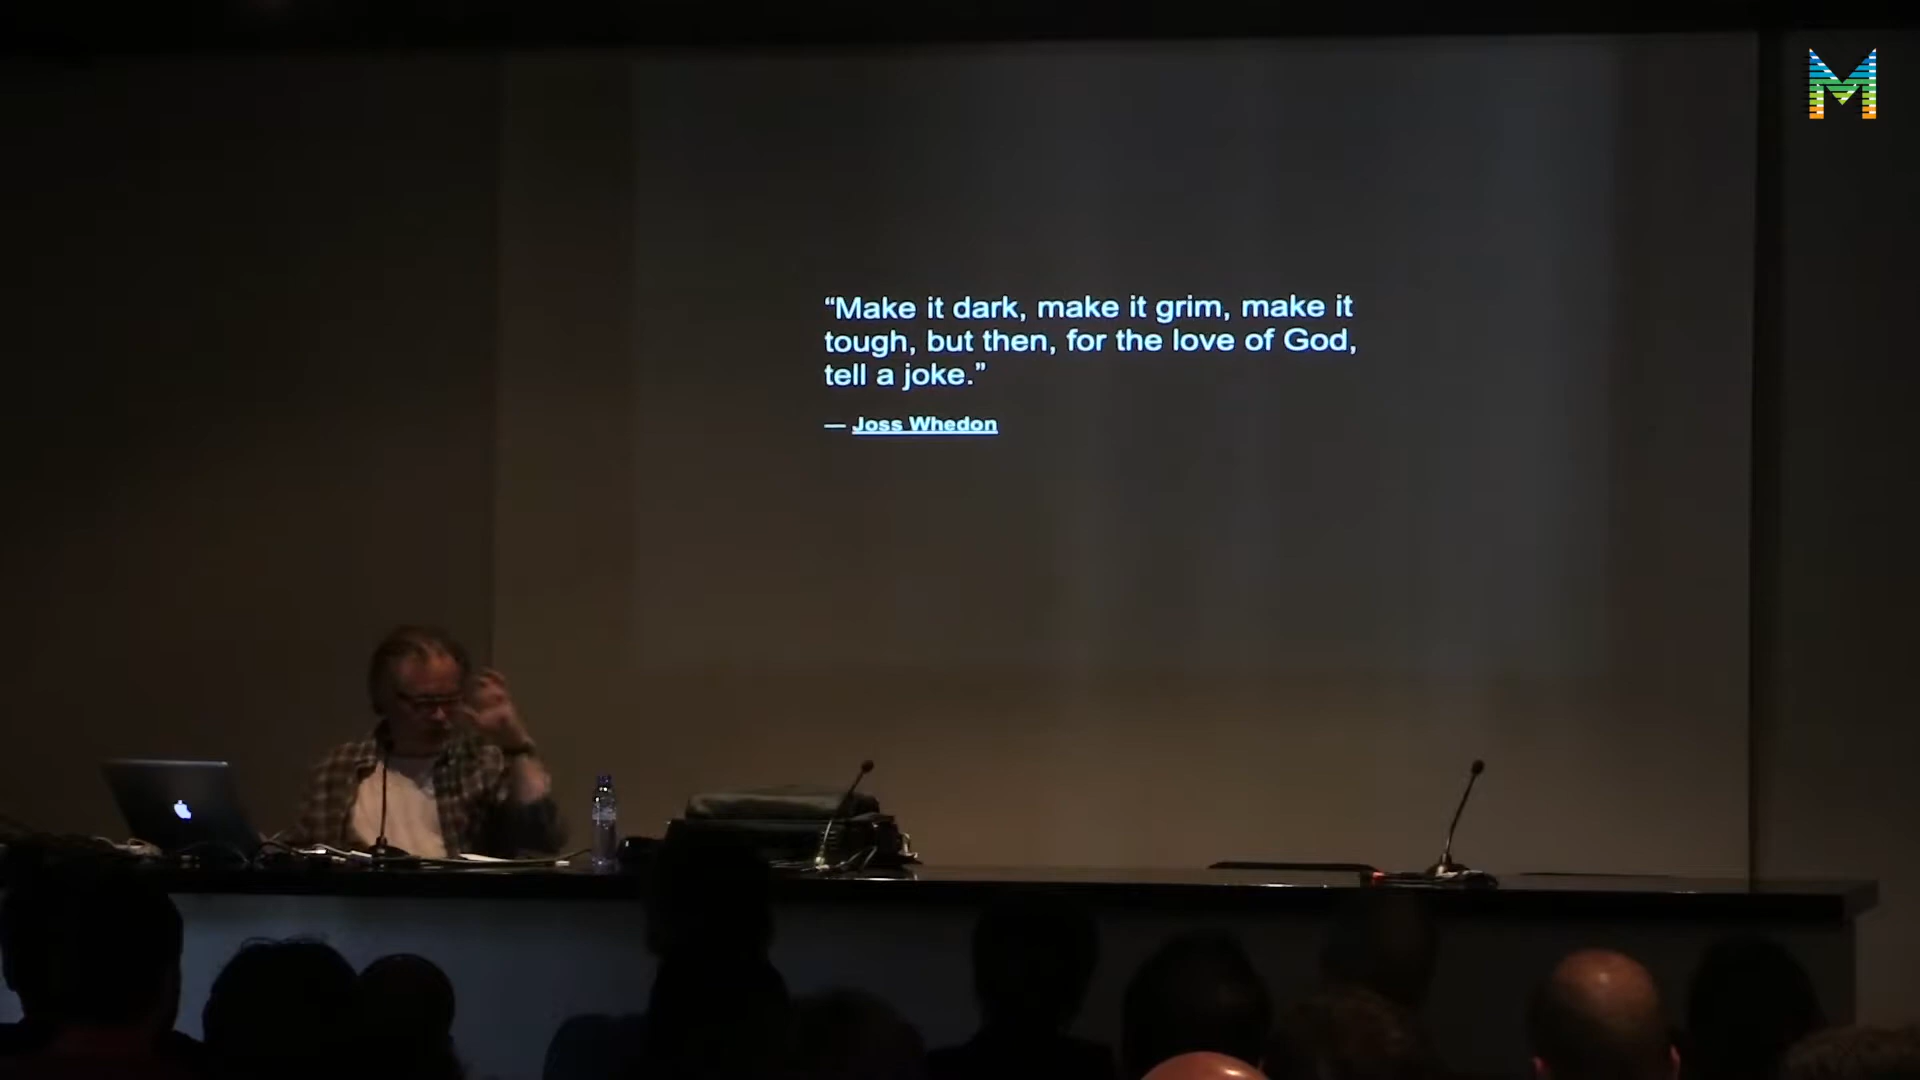 “Make it dark, make it grim, make it
tough, but then, for the love of God,
tell a joke.”
— Joss Whedon
M